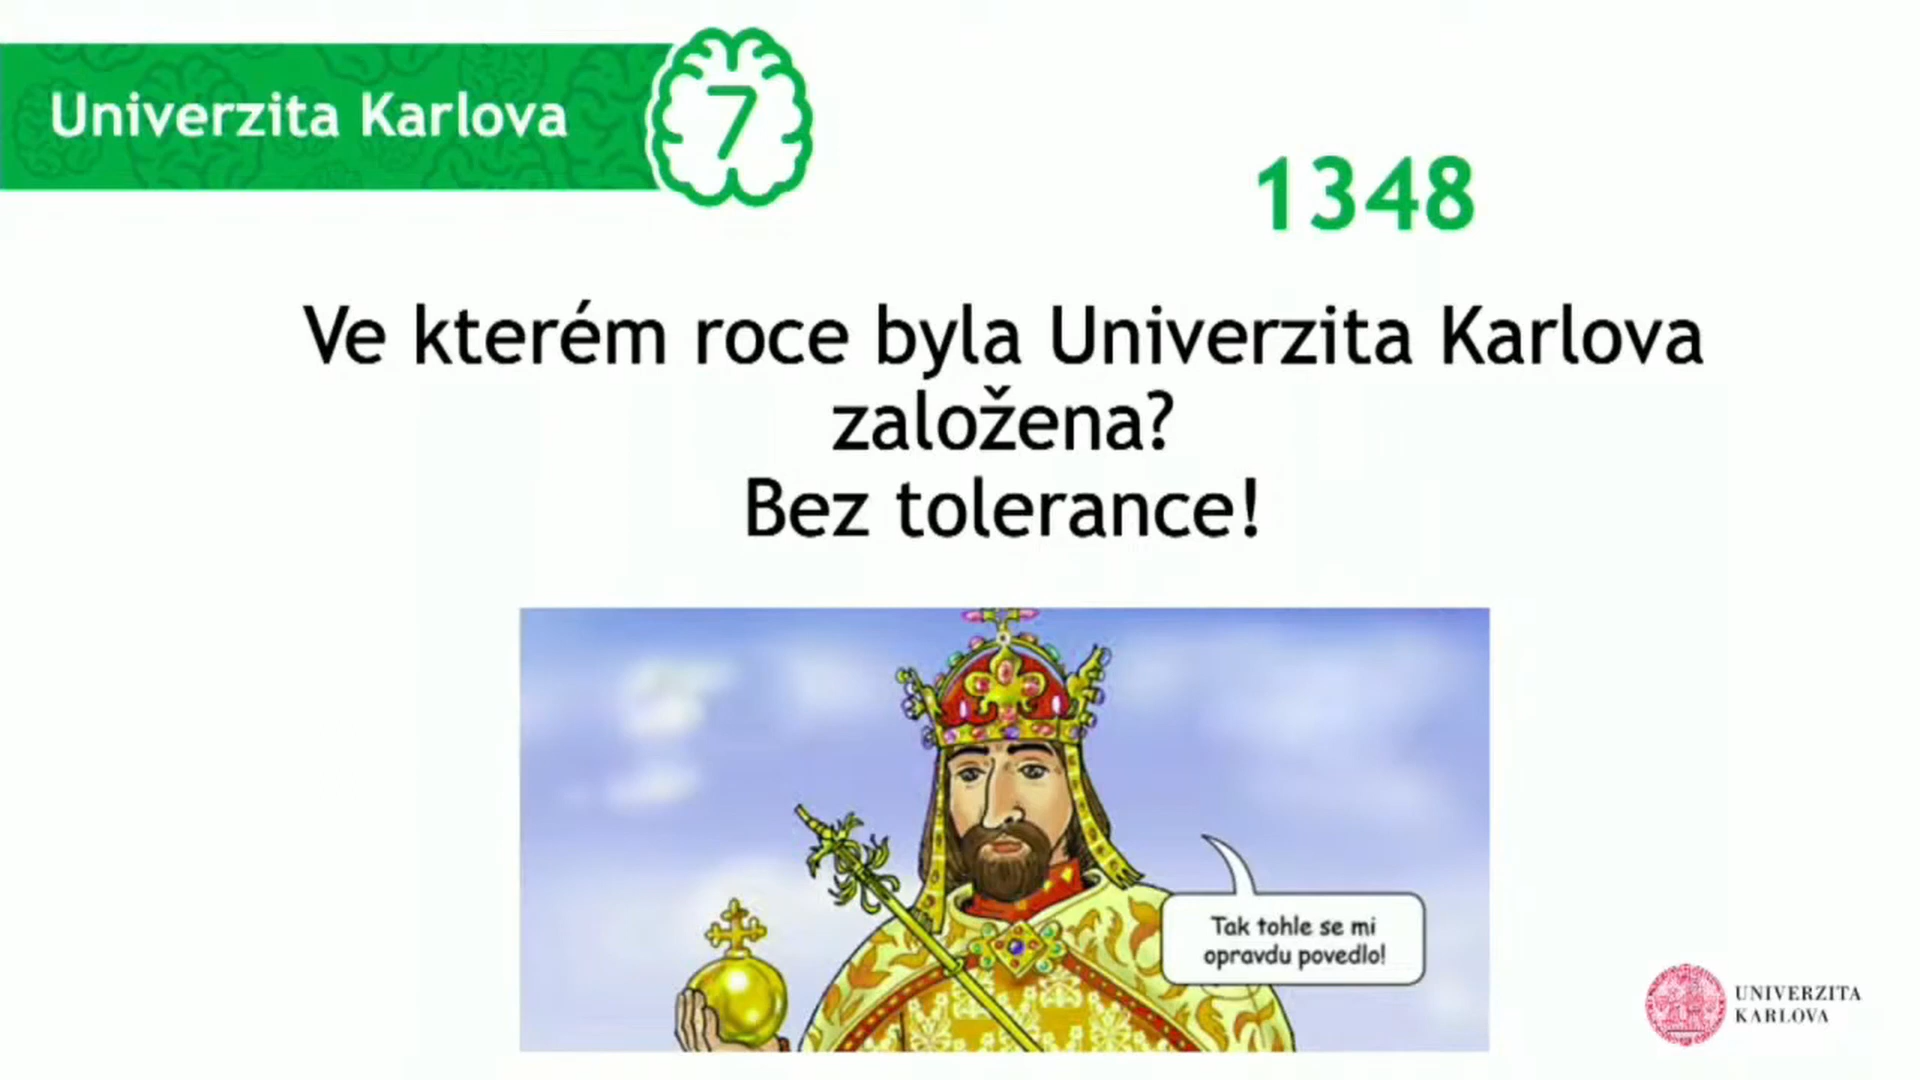 Univerzita Karlova
7
1348
Ve kterém roce byla Univerzita Karlova
založena?
Bez tolerance!
Tak tohle se mi
opravdu povedlo!
UNIVERZITA
KARLOVA